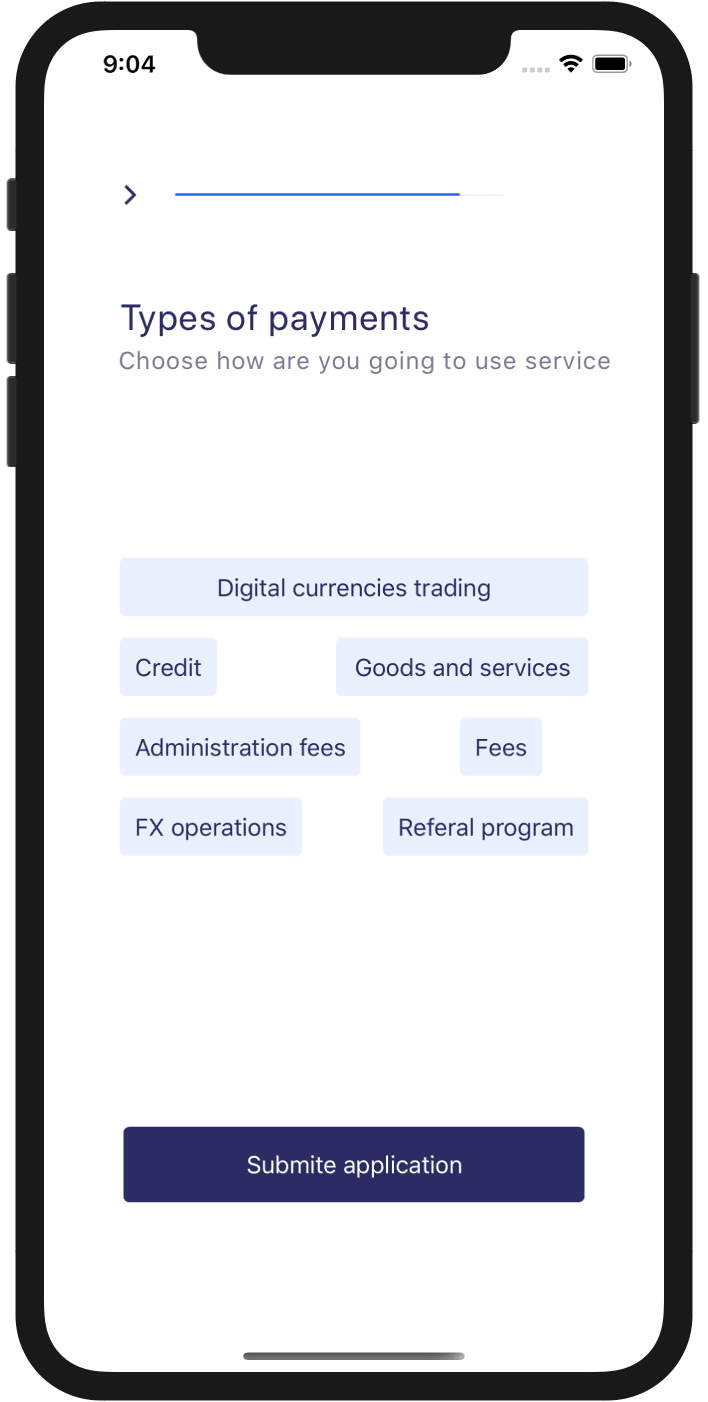 9:04
Types of payments
Choose how are you going to use service
Digital currencies trading
Credit Goods and services
Administration fees Fees
FX operations Referal program
Submite application